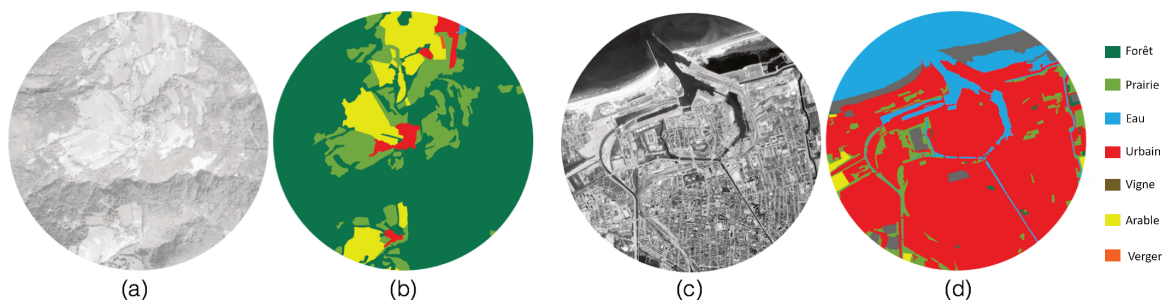 Forêt
Prairie
Eau
Urbain
Vigne
Arable
Verger
(a) (b) (c) (d)